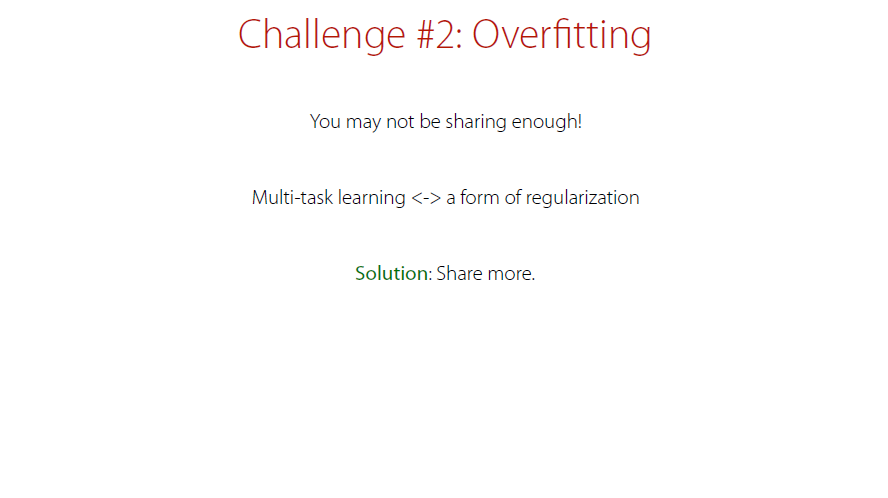 Challenge #2: Overfitting
You may not be sharing enough!
Multi-task learning <-> a form of regularization
Solution: Share more.